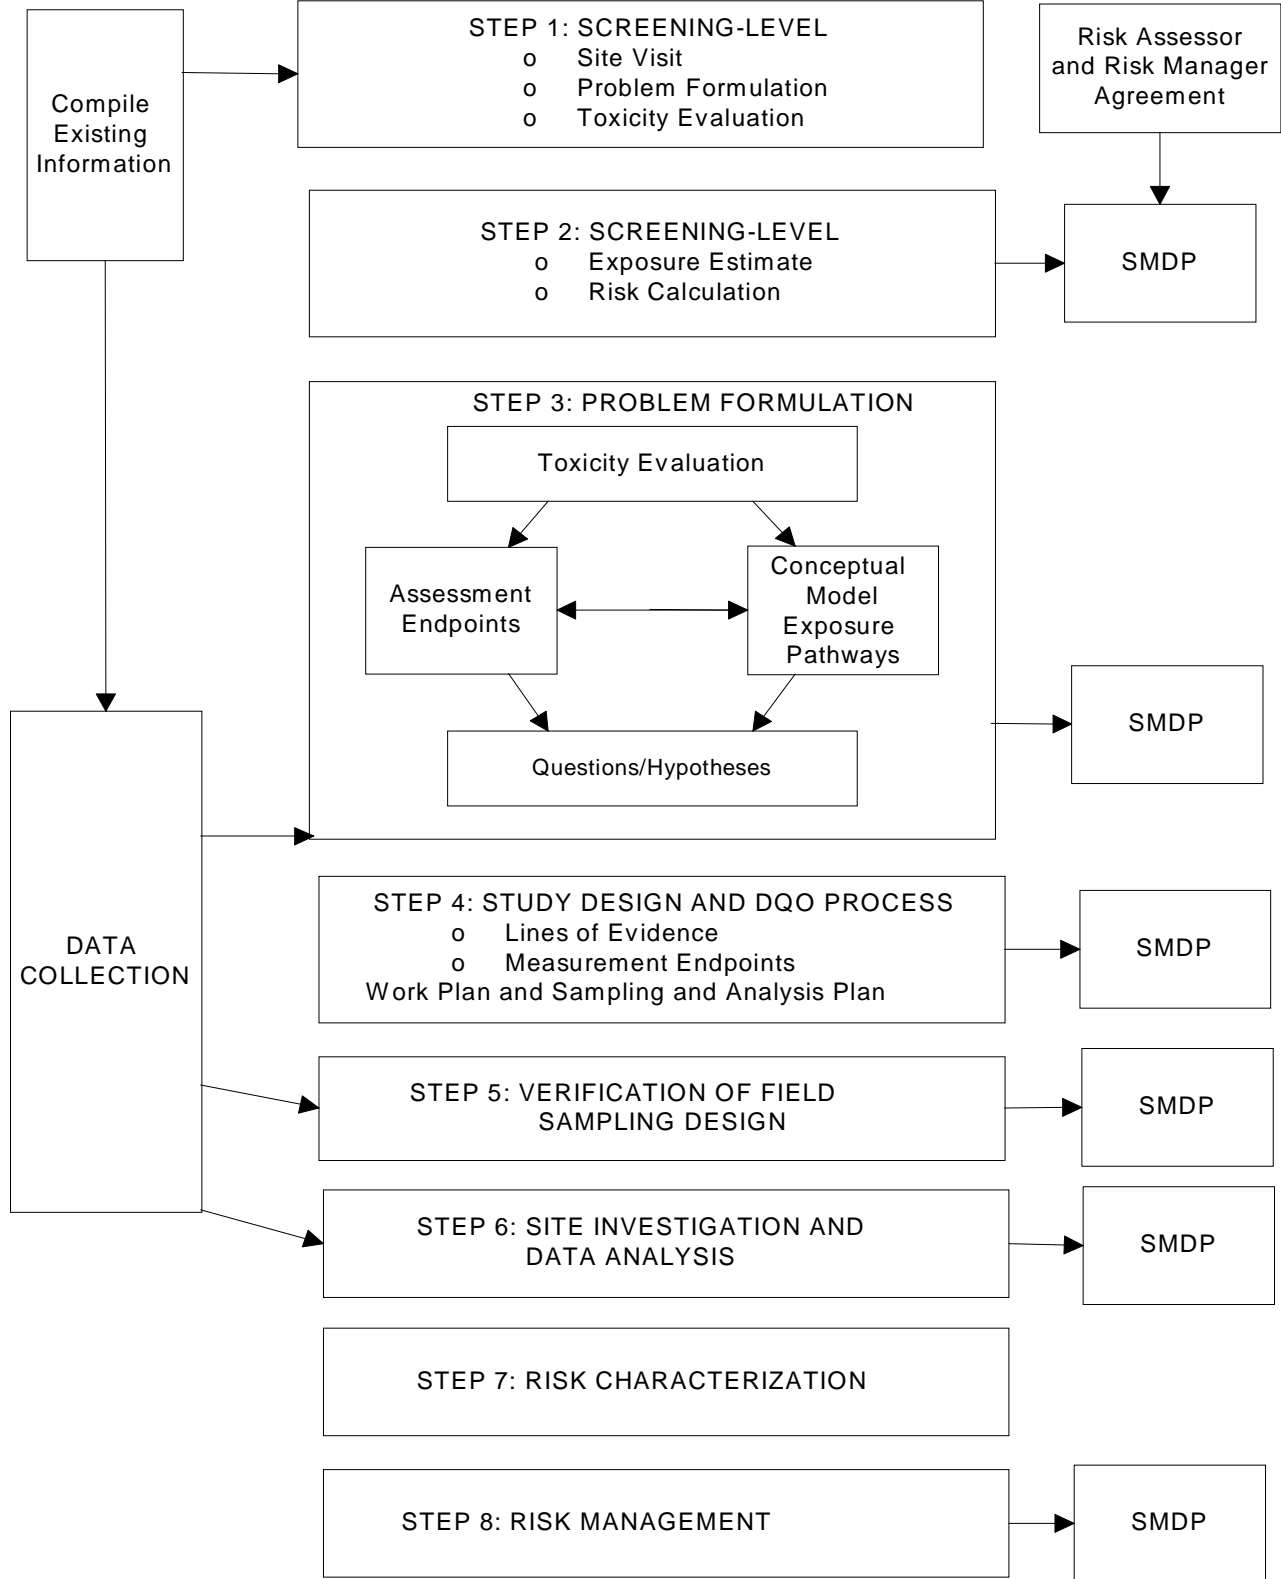 STEP 1: SCREENING-LEVEL
o Site Visit
o Problem Formulation
o Toxicity Evaluation
Compile
Existing
Information
Risk Assessor
and Risk Manager
Agreement
STEP 2: SCREENING-LEVEL
o Exposure Estimate
o Risk Calculation
SMDP
STEP 3: PROBLEM FORMULATION
Toxicity Evaluation
Assessment
Endpoints
Conceptual
Model
Exposure
Pathways
Questions/Hypotheses
SMDP
DATA
COLLECTION
STEP 4: STUDY DESIGN AND DQO PROCESS
o Lines of Evidence
o Measurement Endpoints
Work Plan and Sampling and Analysis Plan
SMDP
STEP 5: VERIFICATION OF FIELD
SAMPLING DESIGN
SMDP
STEP 6: SITE INVESTIGATION AND
DATA ANALYSIS
SMDP
STEP 7: RISK CHARACTERIZATION
STEP 8: RISK MANAGEMENT
SMDP